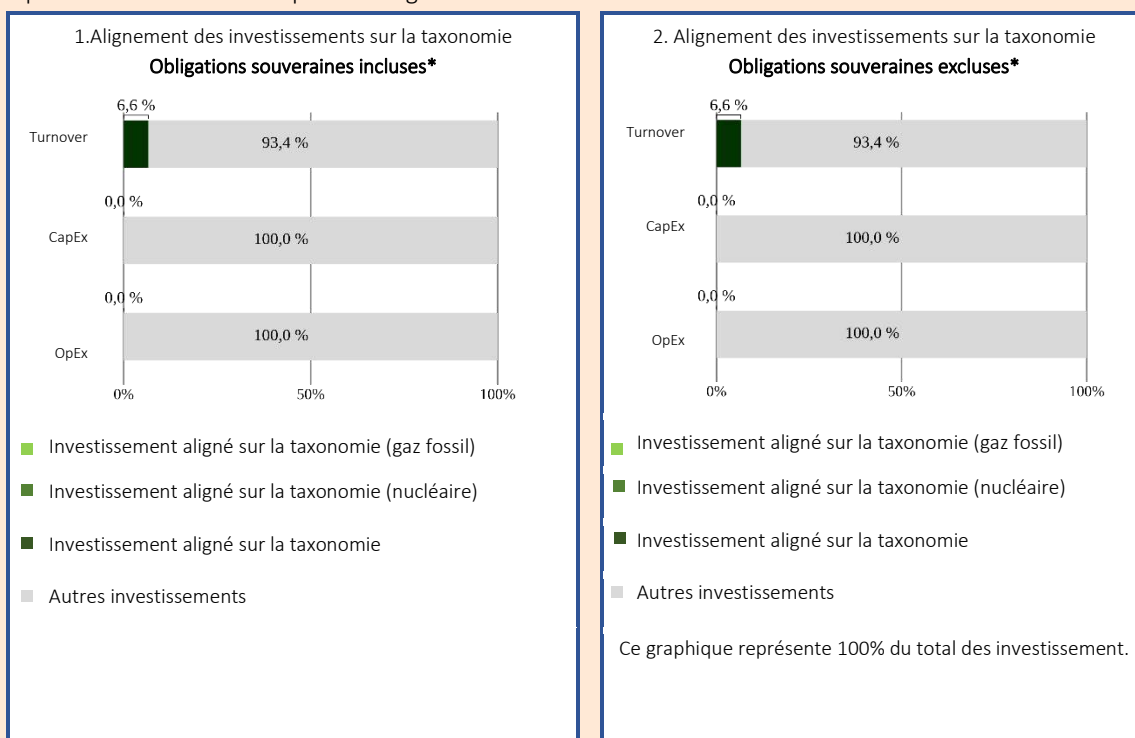 1.Alignement des investissements sur la taxonomie
Obligations souveraines incluses*
6,6 %
Turnover
93,4 %
0,0 %
CapEx
100,0 %
0,0 %
OpEx
100,0 %
0%
50%
100%
Investissement aligné sur la taxonomie (gaz fossil)
Investissement aligné sur la taxonomie (nucléaire)
Investissement aligné sur la taxonomie
Autres investissements
2. Alignement des investissements sur la taxonomie
Obligations souveraines excluses*
6,6 %
Turnover
93,4 %
0,0 %
CapEx
100,0 %
0,0 %
OpEx
100,0 %
0%
50%
100%
Investissement aligné sur la taxonomie (gaz fossil)
Investissement aligné sur la taxonomie (nucléaire)
Investissement aligné sur la taxonomie
Autres investissements
Ce graphique représente 100% du total des investissement.